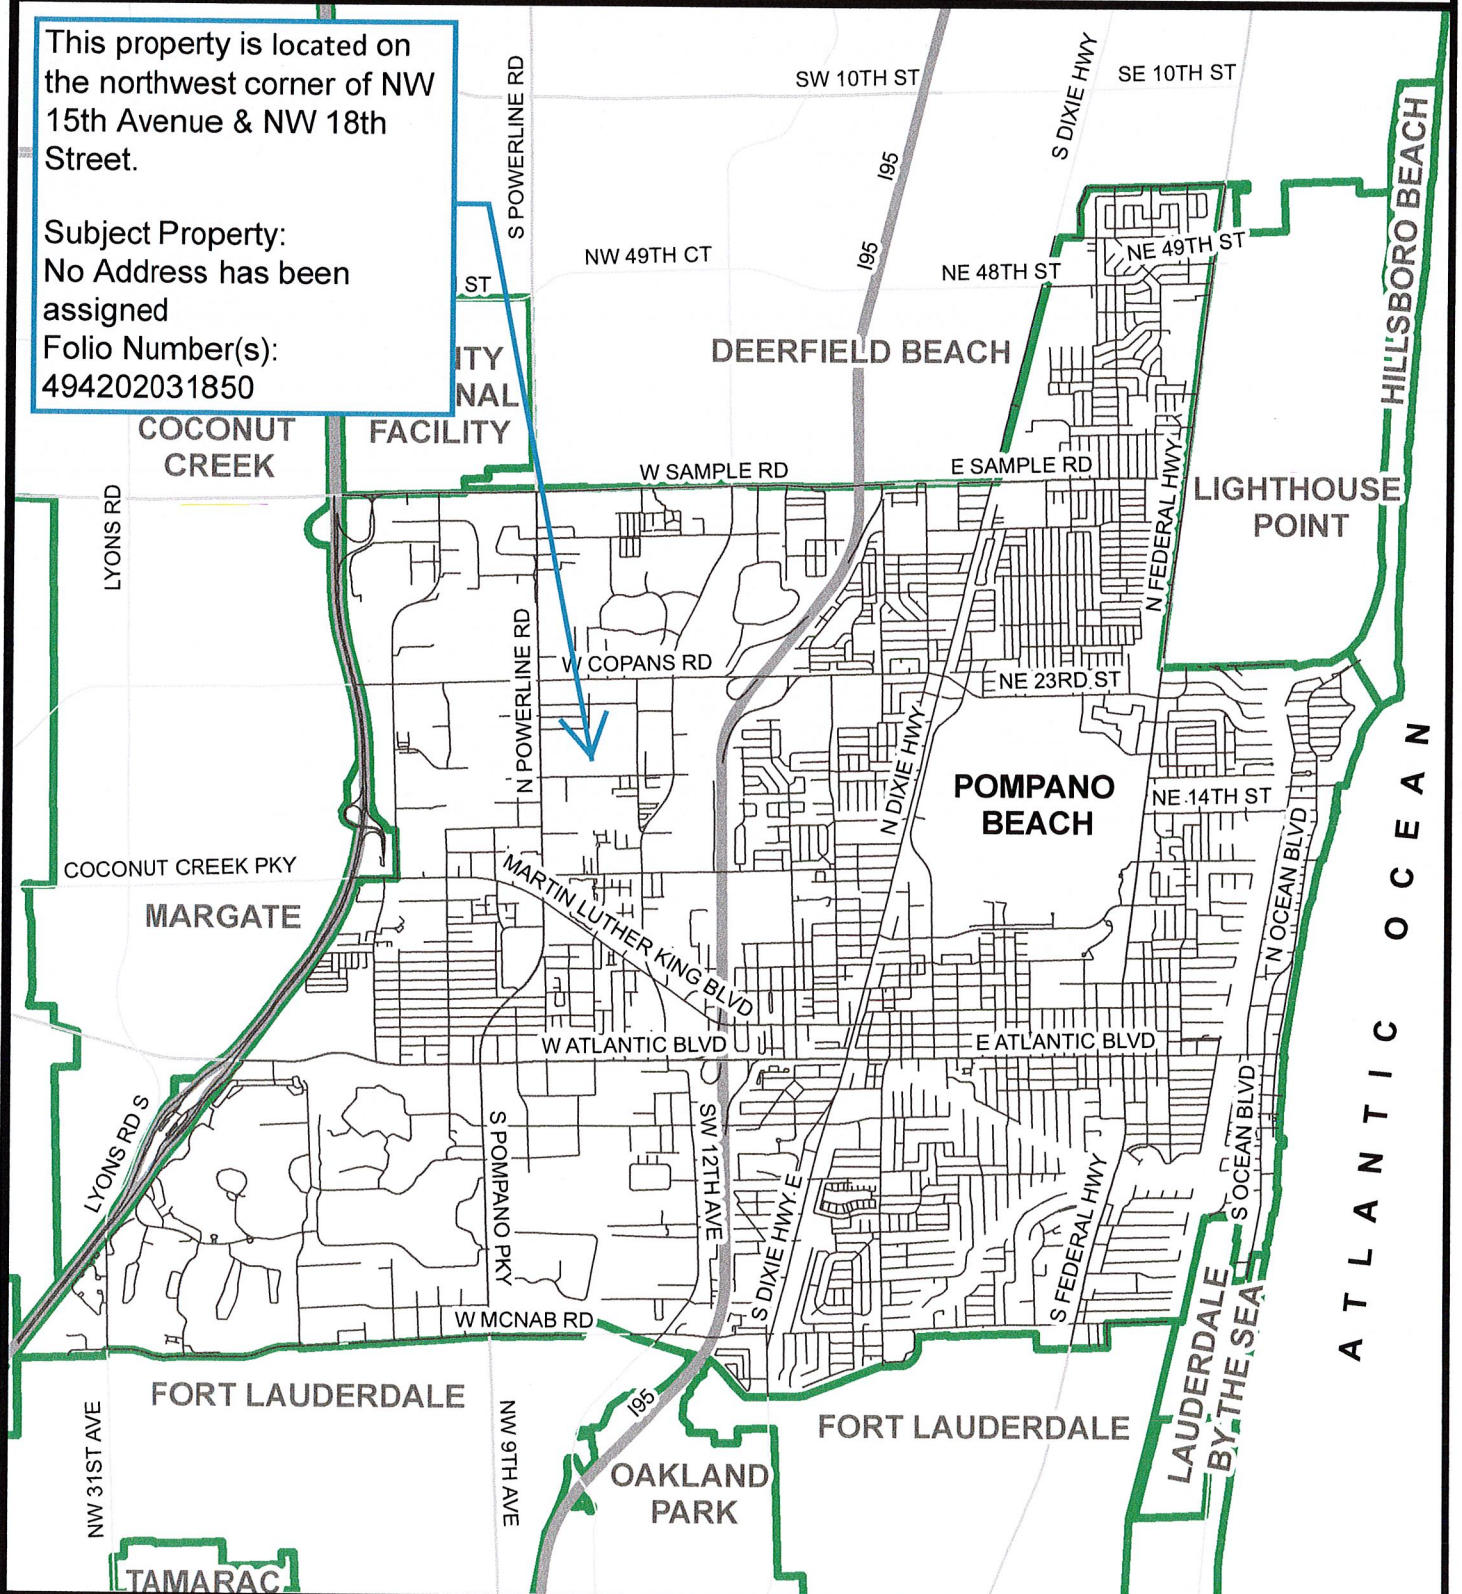 This property is located on
the northwest corner of NW
15th Avenue & NW 18th
Street.
Subject Property:
No Address has been
assigned
Folio Number(s):
494202031850
S POWERLINE RD
SW 10TH ST
S DIXIE HWY
SE 10TH ST
I95
HILLSBORO BEACH
NW 49TH CT
I95
NE 48TH ST
NE 49TH ST
ST
ITY
NAL
FACILITY
DEERFIELD BEACH
COCONUT
CREEK
W SAMPLE RD
E SAMPLE RD
N FEDERAL HWY
LIGHTHOUSE
POINT
LYONS RD
N POWERLINE RD
W COPANS RD
NE 23RD ST
N DIXIE HWY
POMPANO
BEACH
NE 14TH ST
COCONUT CREEK PKY
MARTIN LUTHER KING BLVD
N OCEAN BLVD
MARGATE
ATLANTIC OCEAN
W ATLANTIC BLVD
E ATLANTIC BLVD
LYONS RD S
S POMPANO PKY
SW 12TH AVE
S DIXIE HWY E
S FEDERAL HWY
S OCEAN BLVD
W MCNAB RD
LAUDERDALE
BY THE SEA
FORT LAUDERDALE
I95
FORT LAUDERDALE
NW 31ST AVE
NW 9TH AVE
OAKLAND
PARK
TAMARAC